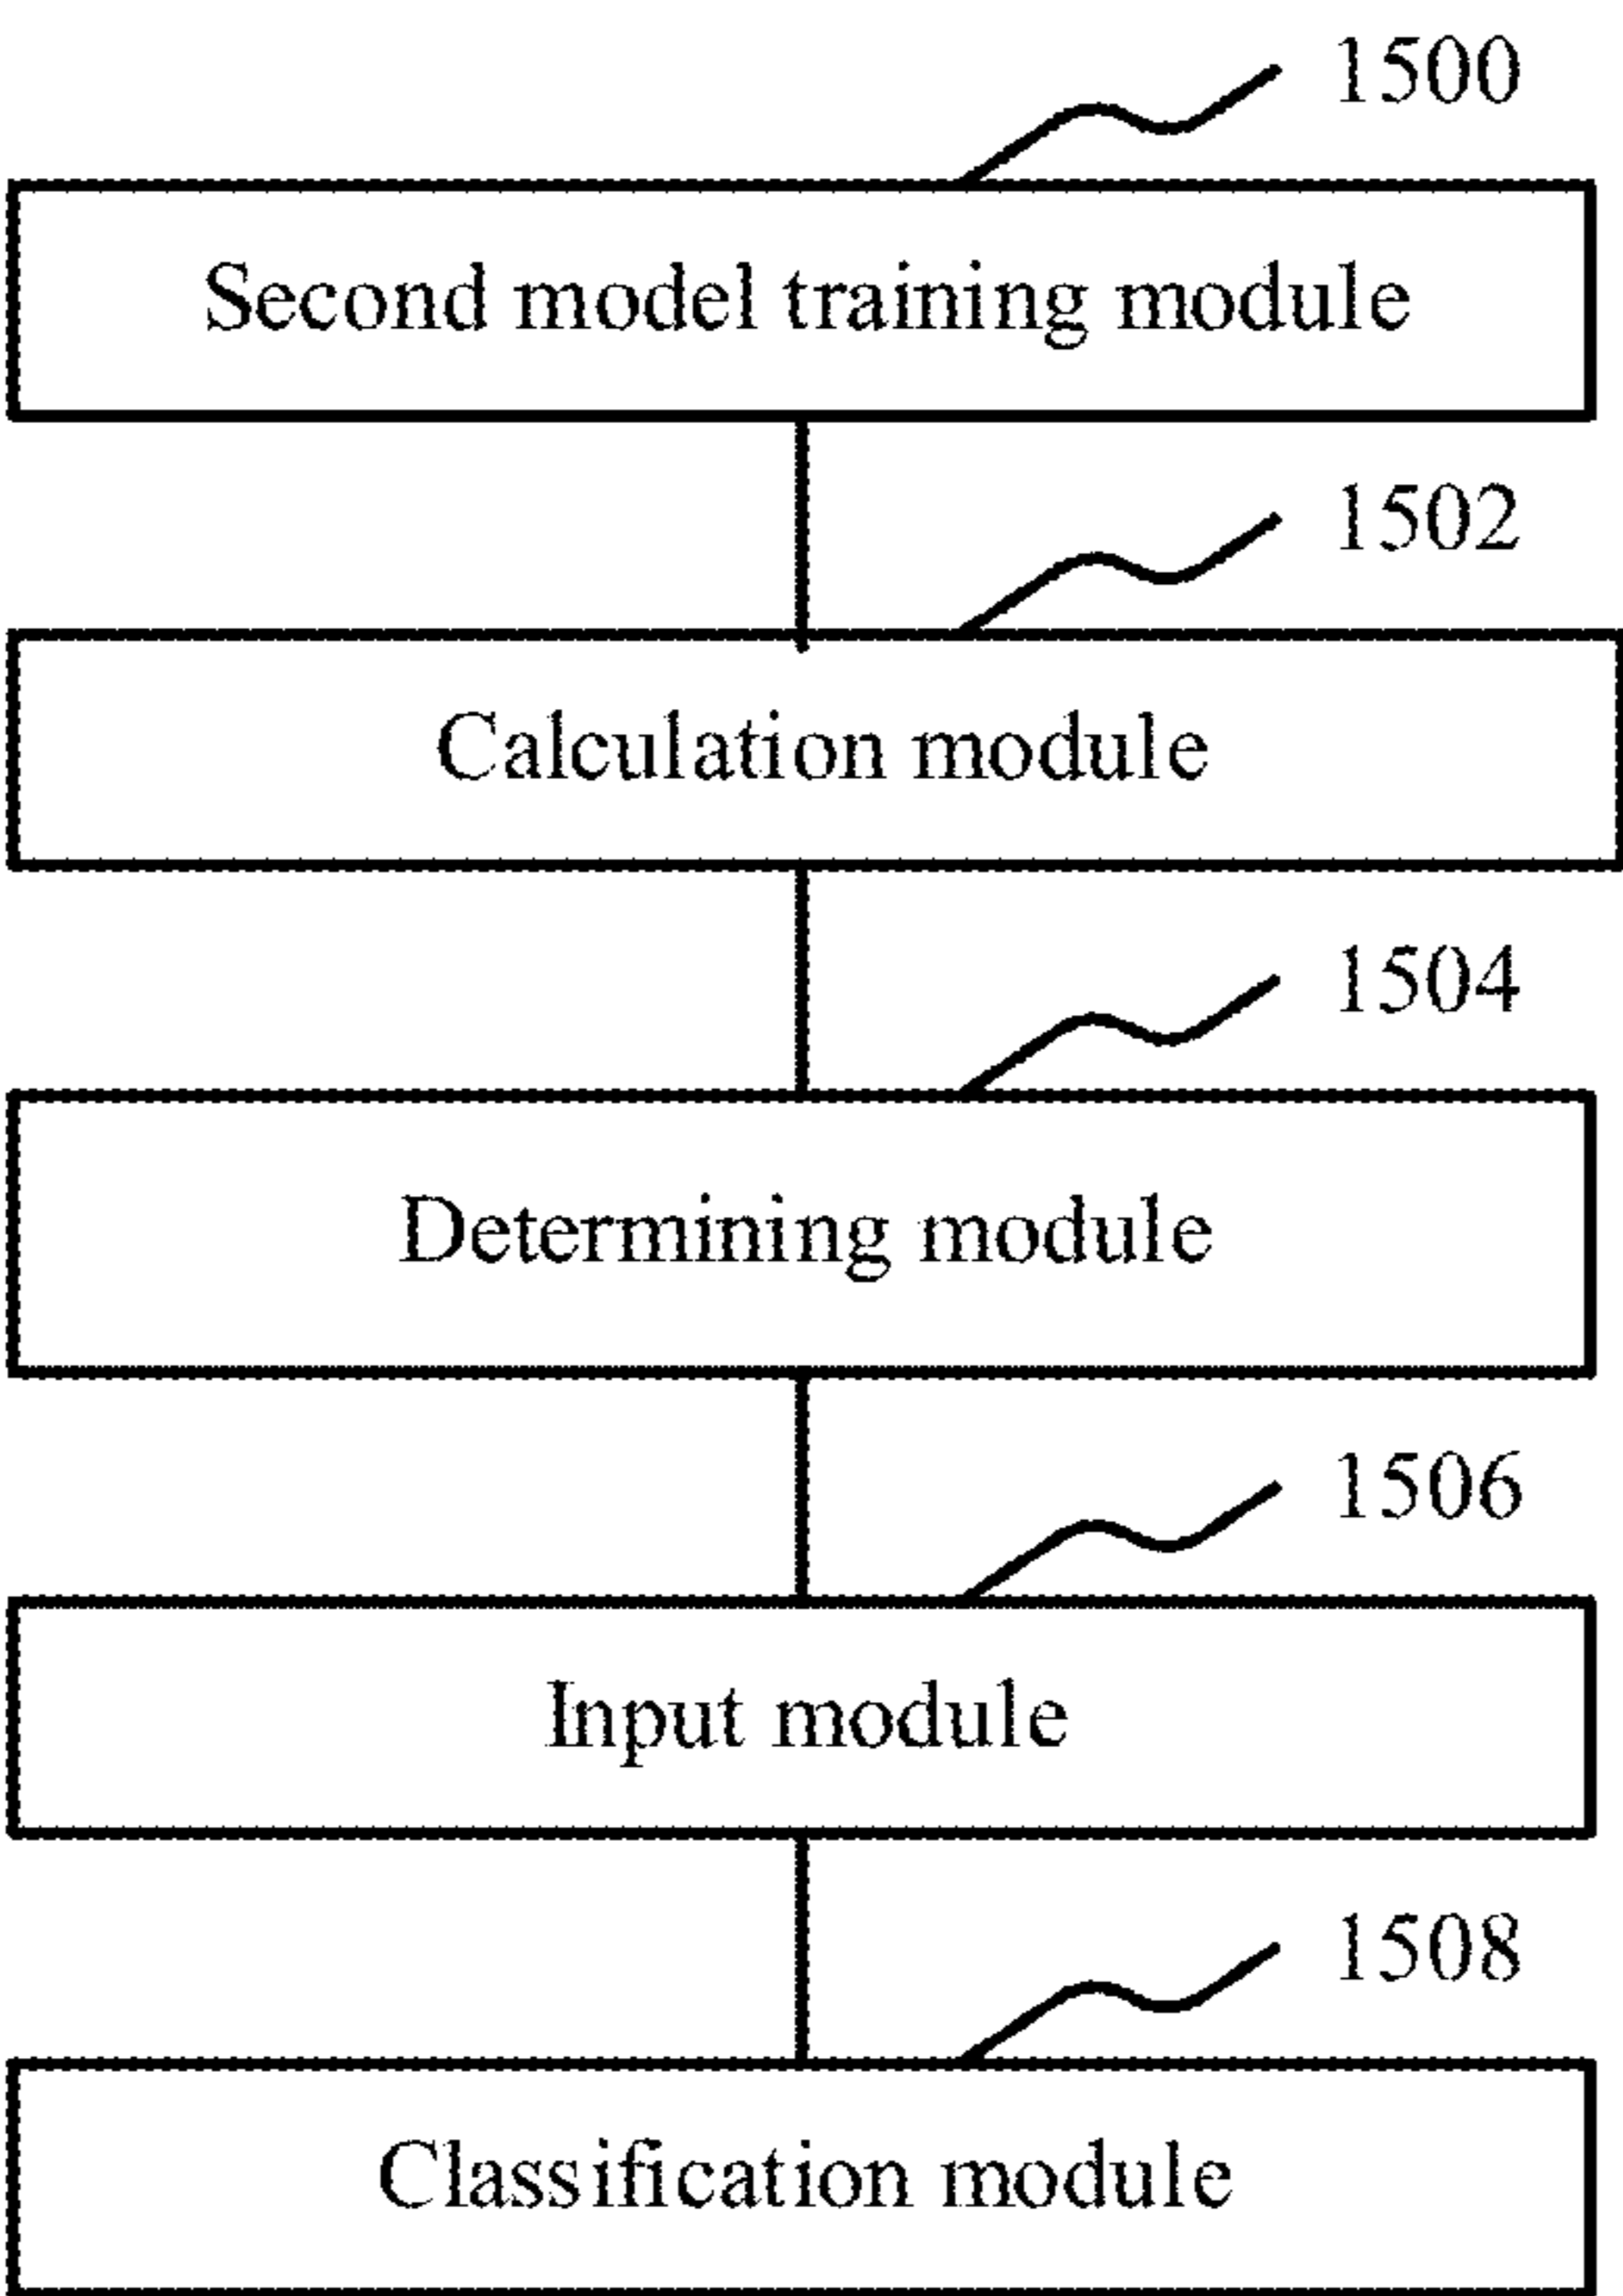 1500
Second model training module
1502
Calculation module
1504
Determining module
1506
Input module
1508
Classification module